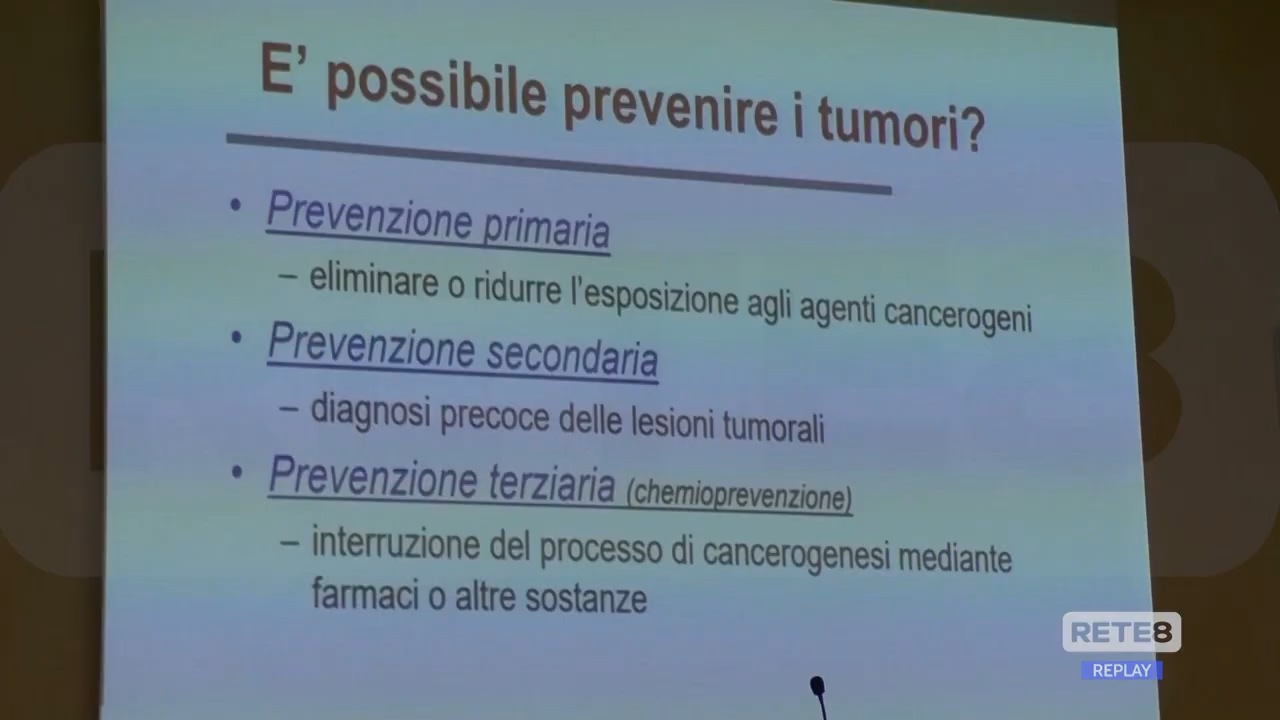 E' possibile prevenire i tumori?
• Prevenzione primaria
– eliminare o ridurre l'esposizione agli agenti cancerogeni
• Prevenzione secondaria
– diagnosi precoce delle lesioni tumorali
• Prevenzione terziaria (chemioprevenzione)
– interruzione del processo di cancerogenesi mediante
farmaci o altre sostanze
RETE8
REPLAY